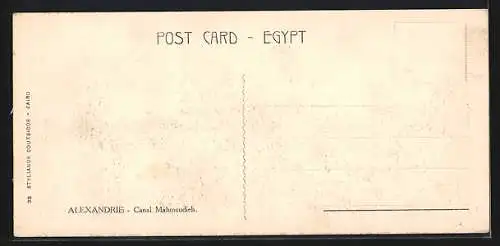 POST CARD - EGYPT
ALEXANDRIE - Canal Mahmoudieh.
STYLIANOS COUTSICOS - CAIRO